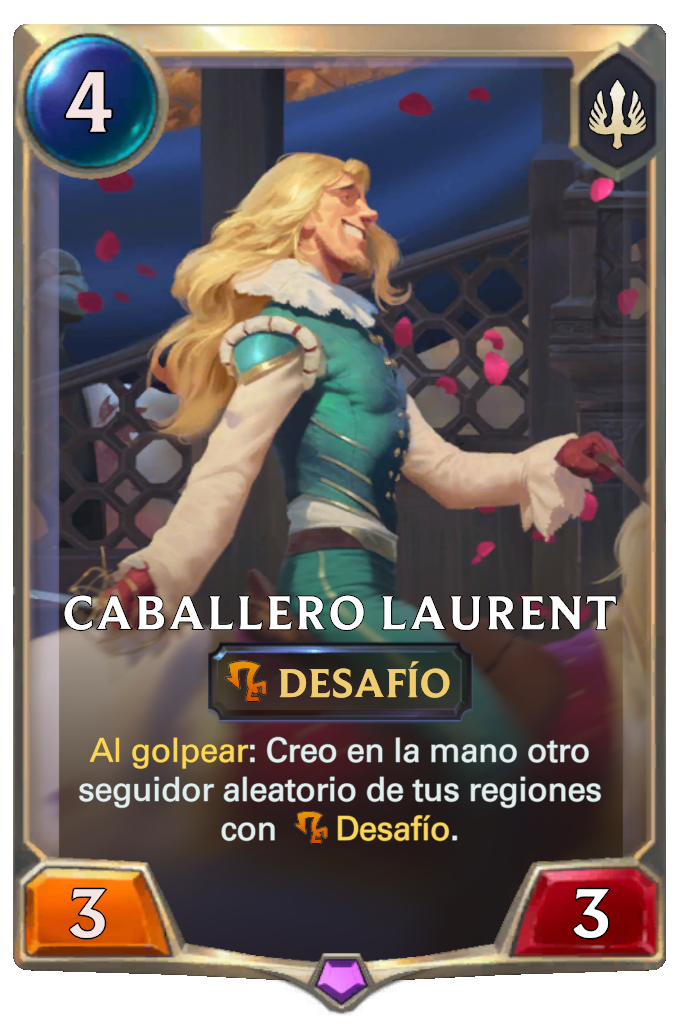 4
CABALLERO LAURENT
DESAFÍO
Al golpear: Creo en la mano otro
seguidor aleatorio de tus regiones
con Desafío.
3
3